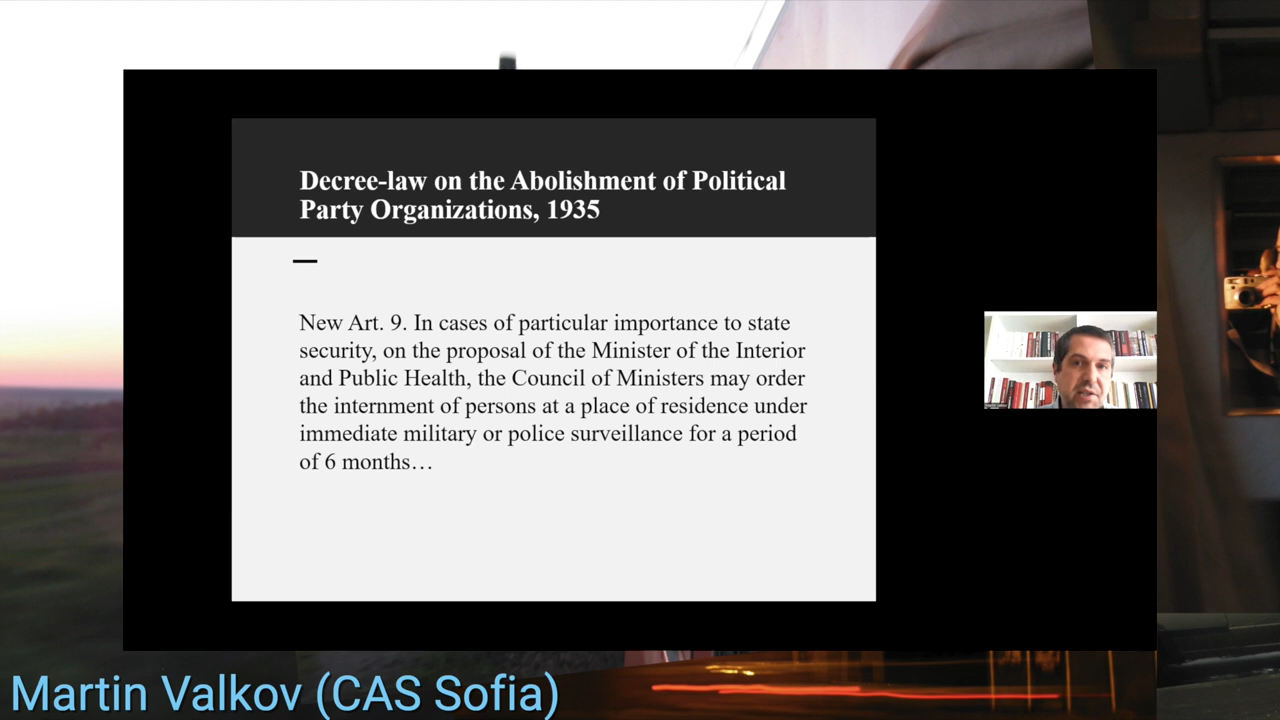 Decree-law on the Abolishment of Political
Party Organizations, 1935
New Art. 9. In cases of particular importance to state
security, on the proposal of the Minister of the Interior
and Public Health, the Council of Ministers may order
the internment of persons at a place of residence under
immediate military or police surveillance for a period
of 6 months…
Martin Valkov (CAS Sofia)